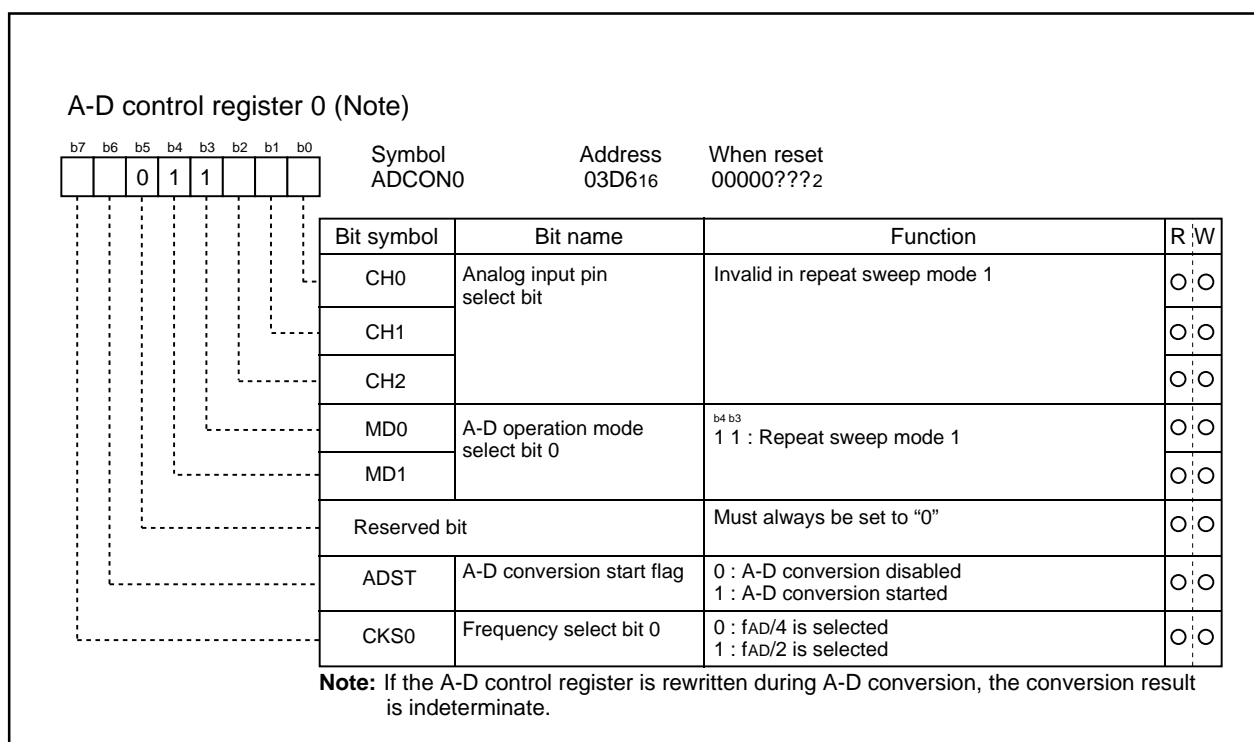 A-D control register 0 (Note)
b7 b6 b5 b4 b3 b2 b1 b0
0 1 1
Symbol Address When reset
ADCON0 03D616 00000???2
Bit symbol Bit name Function R W
CH0 Analog input pin select bit Invalid in repeat sweep mode 1
CH1
CH2
MD0 A-D operation mode select bit 0 b4 b3
1 1 : Repeat sweep mode 1
MD1
Reserved bit Must always be set to “0”
ADST A-D conversion start flag 0 : A-D conversion disabled
1 : A-D conversion started
CKS0 Frequency select bit 0 0 : fAD/4 is selected
1 : fAD/2 is selected
Note: If the A-D control register is rewritten during A-D conversion, the conversion result
is indeterminate.